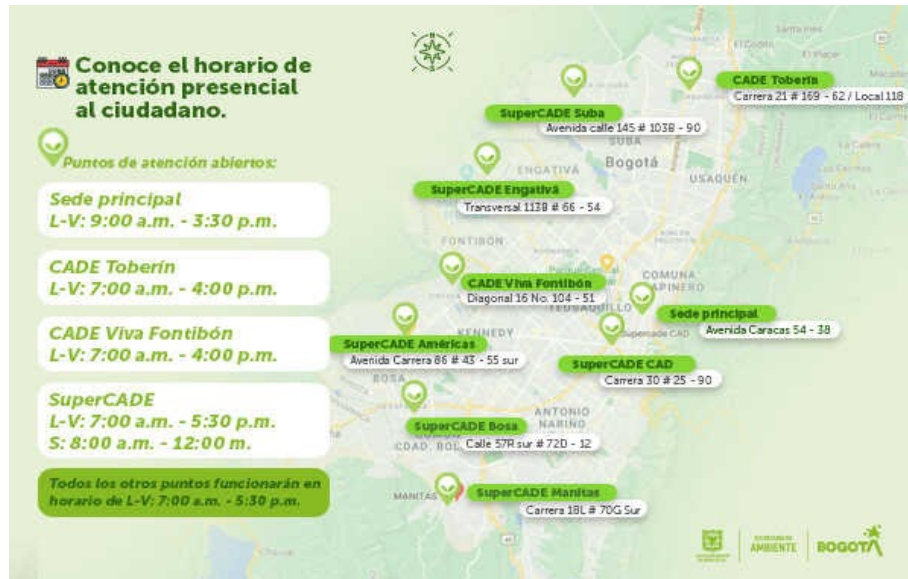 Conoce el horario de
atención presencial
al ciudadano.
Puntos de atención abiertos:
Sede principal
L-V: 9:00 a.m. - 3:30 p.m.
CADE Toberín
L-V: 7:00 a.m. - 4:00 p.m.
CADE Viva Fontibón
L-V: 7:00 a.m. - 4:00 p.m.
SuperCADE
L-V: 7:00 a.m. - 5:30 p.m.
S: 8:00 a.m. - 12:00 m.
Todos los otros puntos funcionarán en
horario de L-V: 7:00 a.m. - 5:30 p.m.
CADE Toberín
Carrera 21 # 169 - 62 / Local 118
SuperCADE Suba
Avenida calle 145 # 103B - 90
SUBA
Bogotá
ENGATIVÁ
USAQUÉN
SuperCADE Engativá
Transversal 113B # 66 - 54
FONTIBÓN
CADE Viva Fontibón
Diagonal 16 No. 104 - 51
COMUNA
TEUSAQUILLO
Sede principal
Avenida Caracas 54 - 38
Supercade CAD
KENNEDY
SuperCADE Américas
Avenida Carrera 86 # 43 - 55 sur
SuperCADE CAD
Carrera 30 # 25 - 90
BOSA
ANTONIO
NARIÑO
SuperCADE Bosa
Calle 57R sur # 72D - 12
CDAD. BOL
MANITAS
SuperCADE Manitas
Carrera 18L # 70G Sur
AMBIENTE
BOGOTÁ